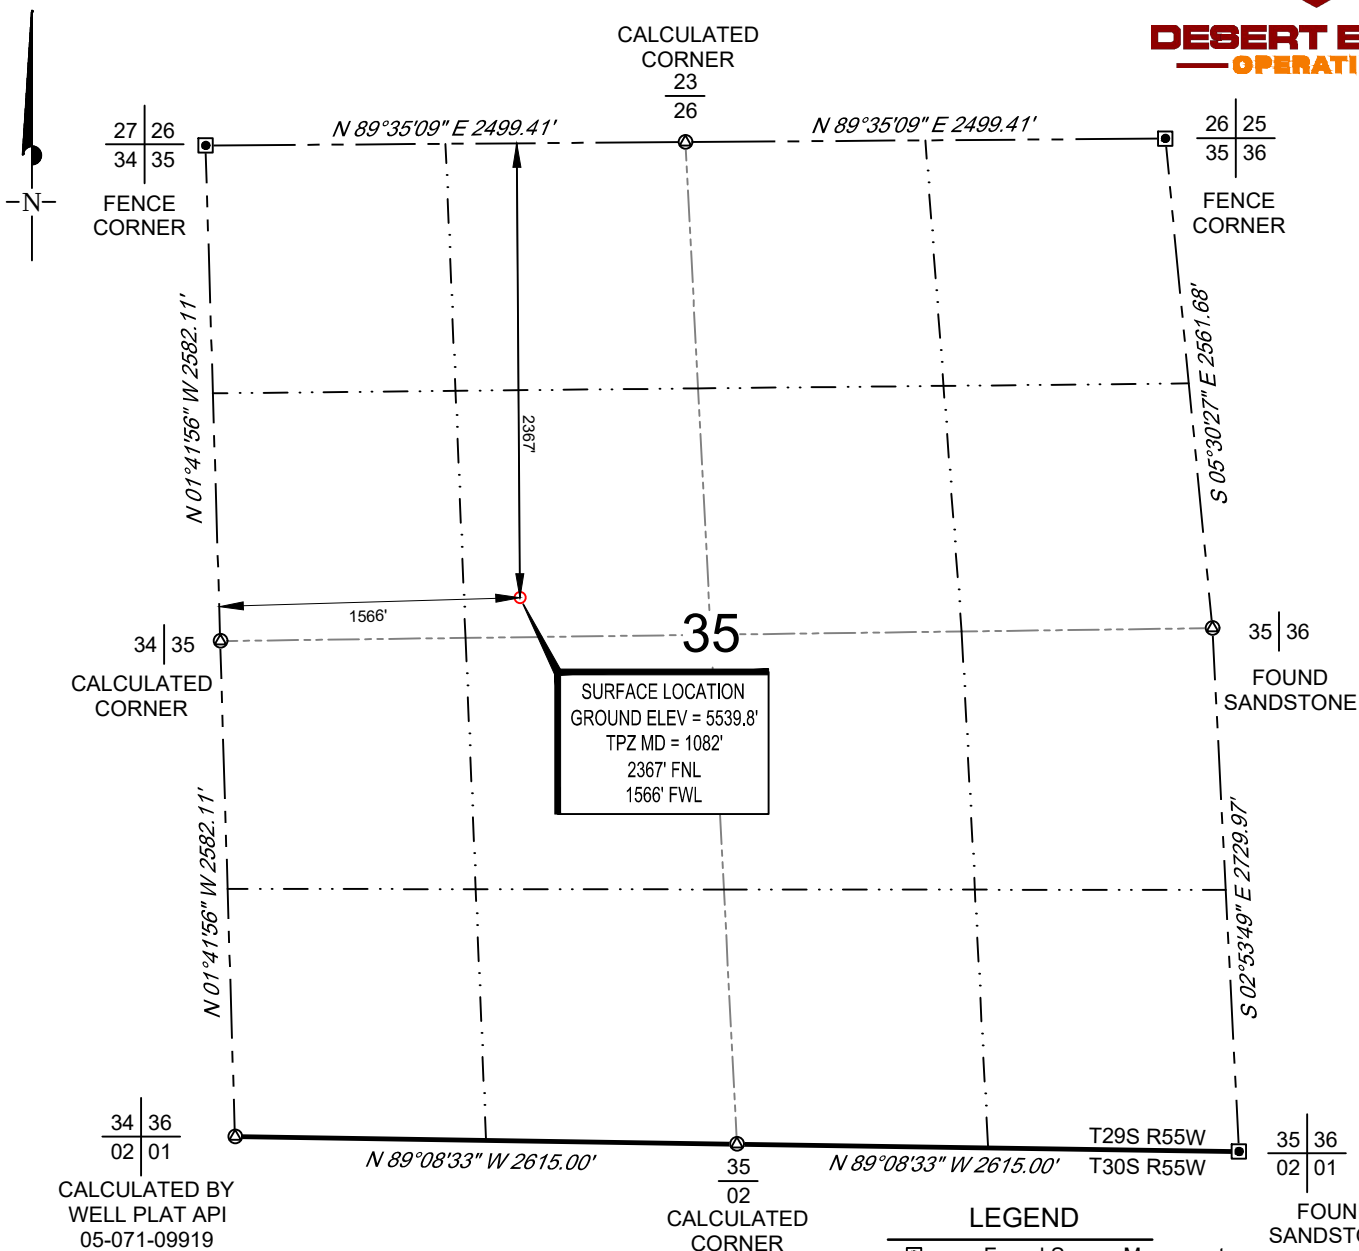 DESERT E
OPERATI
CALCULATED
CORNER
23
26
27 26
34 35
FENCE
CORNER
N 89°35'09" E 2499.41'
N 89°35'09" E 2499.41'
26 25
35 36
FENCE
CORNER
-N-
N 01°41'56" W 2582.11'
S 05°30'27" E 2561.68'
2367'
1566'
35
34 35
CALCULATED
CORNER
35 36
FOUND
SANDSTONE
SURFACE LOCATION
GROUND ELEV = 5539.8'
TPZ MD = 1082'
2367' FNL
1566' FWL
N 01°41'56" W 2582.11'
S 02°53'49" E 2729.97'
34 36
02 01
CALCULATED BY
WELL PLAT API
05-071-09919
N 89°08'33" W 2615.00'
35
02
CALCULATED
CORNER
N 89°08'33" W 2615.00'
T29S R55W
T30S R55W
35 36
02 01
FOUN
SANDSTO
LEGEND